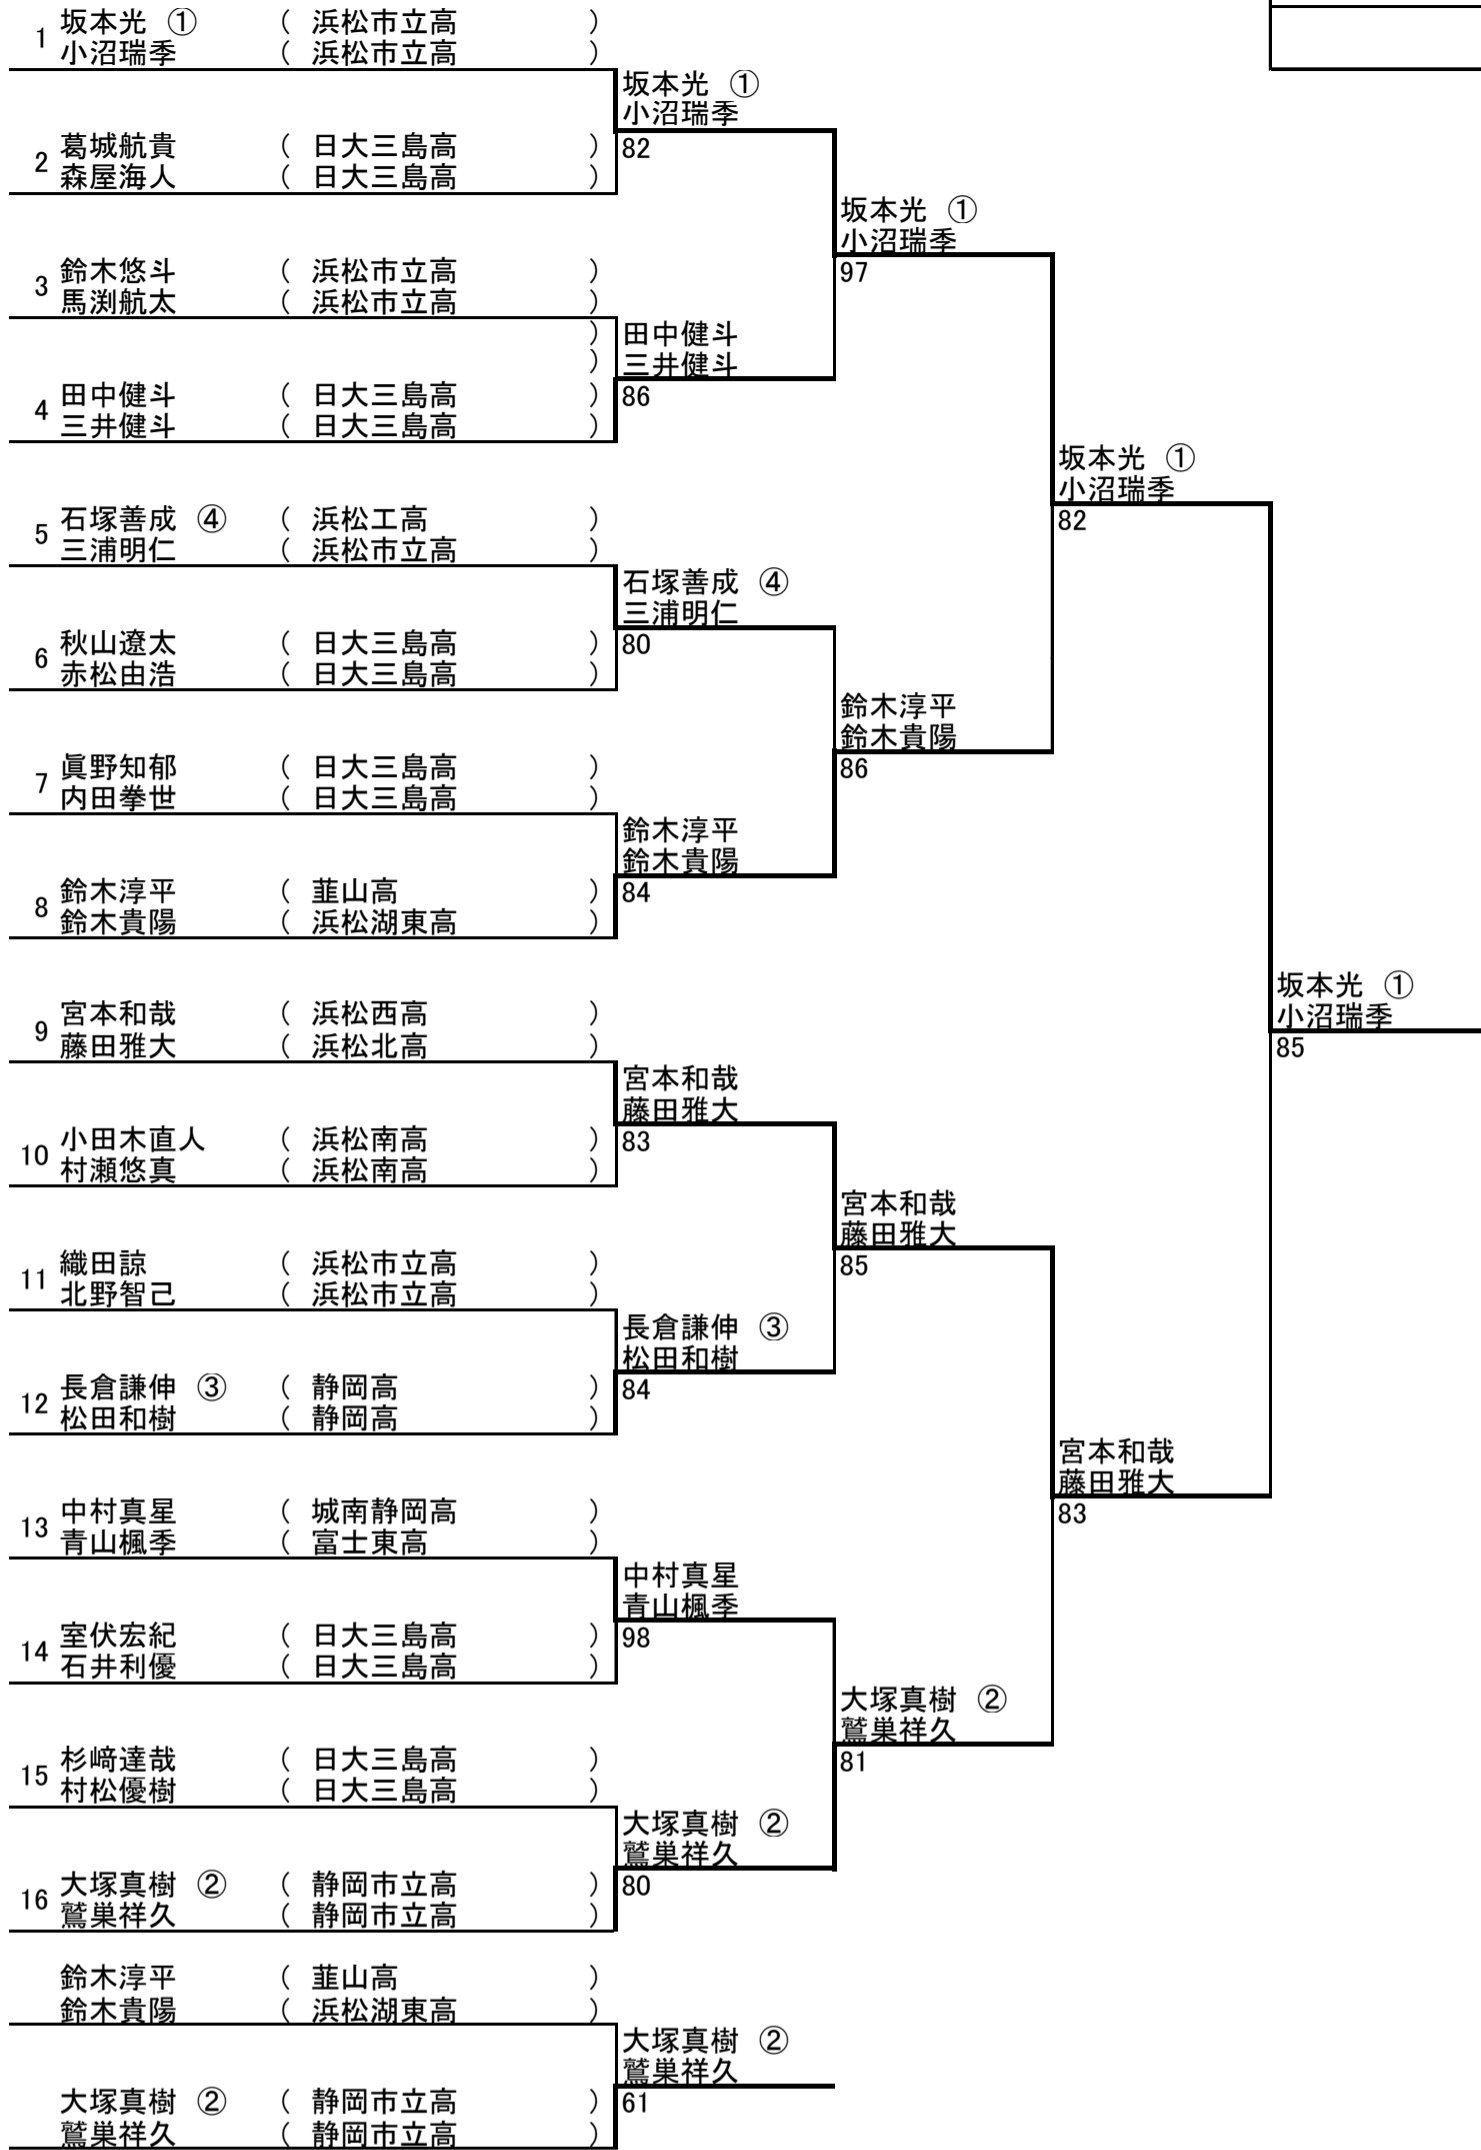 1 坂本光 ① ( 浜松市立高 )
小沼瑞季 ( 浜松市立高 )
坂本光 ①
小沼瑞季
82
2 葛城航貴 ( 日大三島高 )
森屋海人 ( 日大三島高 )
坂本光 ①
小沼瑞季
97
3 鈴木悠斗 ( 浜松市立高 )
馬渕航太 ( 浜松市立高 )
)
)
田中健斗
三井健斗
86
4 田中健斗 ( 日大三島高 )
三井健斗 ( 日大三島高 )
坂本光 ①
小沼瑞季
82
5 石塚善成 ④ ( 浜松工高 )
三浦明仁 ( 浜松市立高 )
石塚善成 ④
三浦明仁
80
6 秋山遼太 ( 日大三島高 )
赤松由浩 ( 日大三島高 )
鈴木淳平
鈴木貴陽
86
7 眞野知郁 ( 日大三島高 )
内田拳世 ( 日大三島高 )
鈴木淳平
鈴木貴陽
84
8 鈴木淳平 ( 韮山高 )
鈴木貴陽 ( 浜松湖東高 )
坂本光 ①
小沼瑞季
85
9 宮本和哉 ( 浜松西高 )
藤田雅大 ( 浜松北高 )
宮本和哉
藤田雅大
83
10 小田木直人 ( 浜松南高 )
村瀬悠真 ( 浜松南高 )
宮本和哉
藤田雅大
85
11 織田諒 ( 浜松市立高 )
北野智己 ( 浜松市立高 )
長倉謙伸 ③
松田和樹
84
12 長倉謙伸 ③ ( 静岡高 )
松田和樹 ( 静岡高 )
宮本和哉
藤田雅大
83
13 中村真星 ( 城南静岡高 )
青山楓季 ( 富士東高 )
中村真星
青山楓季
98
14 室伏宏紀 ( 日大三島高 )
石井利優 ( 日大三島高 )
大塚真樹 ②
鷲巣祥久
81
15 杉﨑達哉 ( 日大三島高 )
村松優樹 ( 日大三島高 )
大塚真樹 ②
鷲巣祥久
80
16 大塚真樹 ② ( 静岡市立高 )
鷲巣祥久 ( 静岡市立高 )
鈴木淳平 ( 韮山高 )
鈴木貴陽 ( 浜松湖東高 )
大塚真樹 ②
鷲巣祥久
61
大塚真樹 ② ( 静岡市立高 )
鷲巣祥久 ( 静岡市立高 )